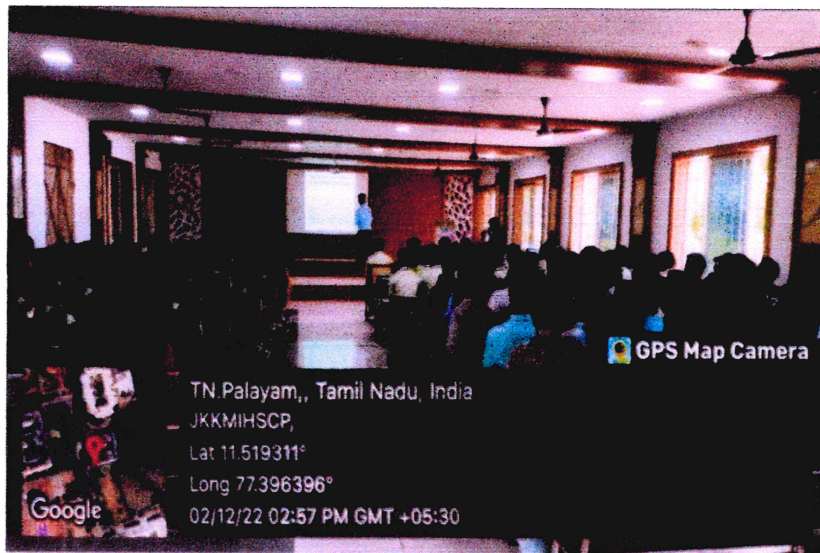 GPS Map Camera
TN.Palayam,, Tamil Nadu, India
JKKMIHSCP,
Lat 11.519311°
Long 77.396396°
02/12/22 02:57 PM GMT +05:30
Google